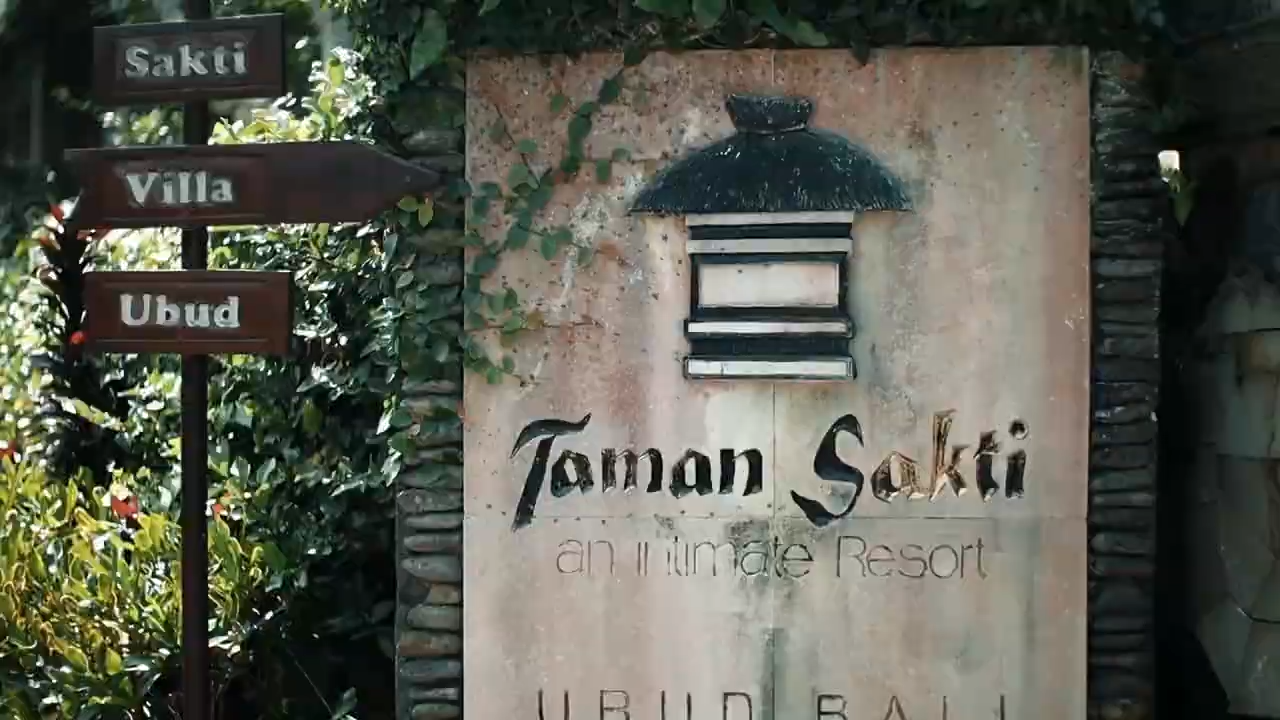 Sakti
Villa
Ubud
Taman Sakti
an intimate Resort
UBUD BALI